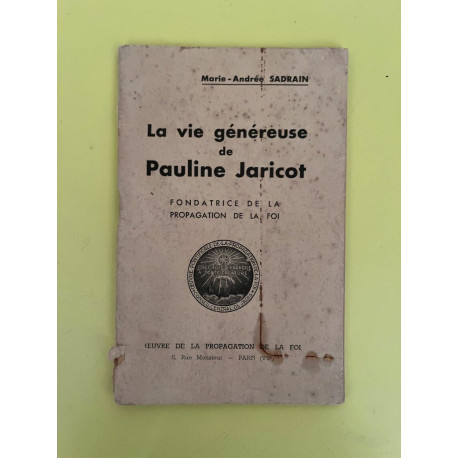 Marie-Andrée SADRAIN
La vie généreuse
de
Pauline Jaricot
FONDATRICE DE LA
PROPAGATION DE LA FOI
ŒUVRE DE LA PROPAGATION DE LA FOI
5, Rue Monsieur — PARIS (VIIe)